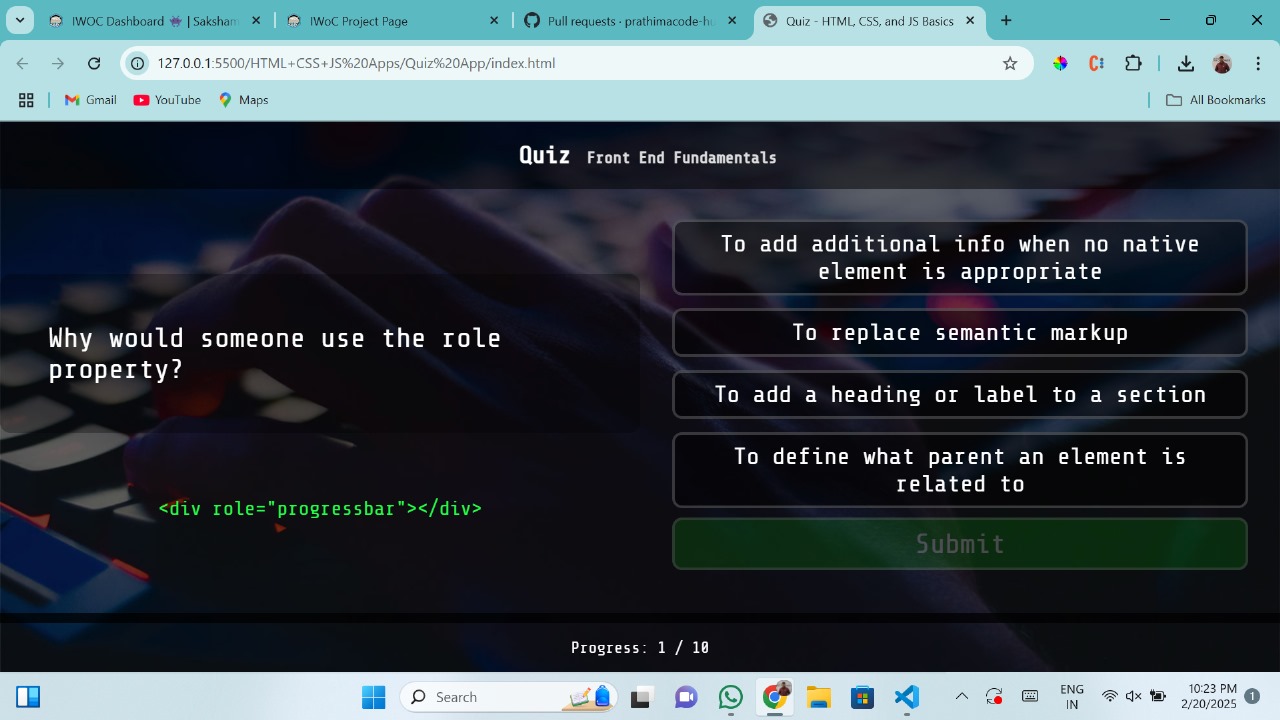 IWOC Dashboard 👾 | Saksham
IWoC Project Page
Pull requests · prathimacode-hu
Quiz - HTML, CSS, and JS Basics
127.0.0.1:5500/HTML+CSS+JS%20Apps/Quiz%20App/index.html
Gmail
YouTube
Maps
All Bookmarks
Quiz Front End Fundamentals
Why would someone use the role
property?
<div role="progressbar"></div>
To add additional info when no native
element is appropriate
To replace semantic markup
To add a heading or label to a section
To define what parent an element is
related to
Submit
Progress: 1 / 10
Search
ENG
IN
10:23 PM
2/20/2025
1